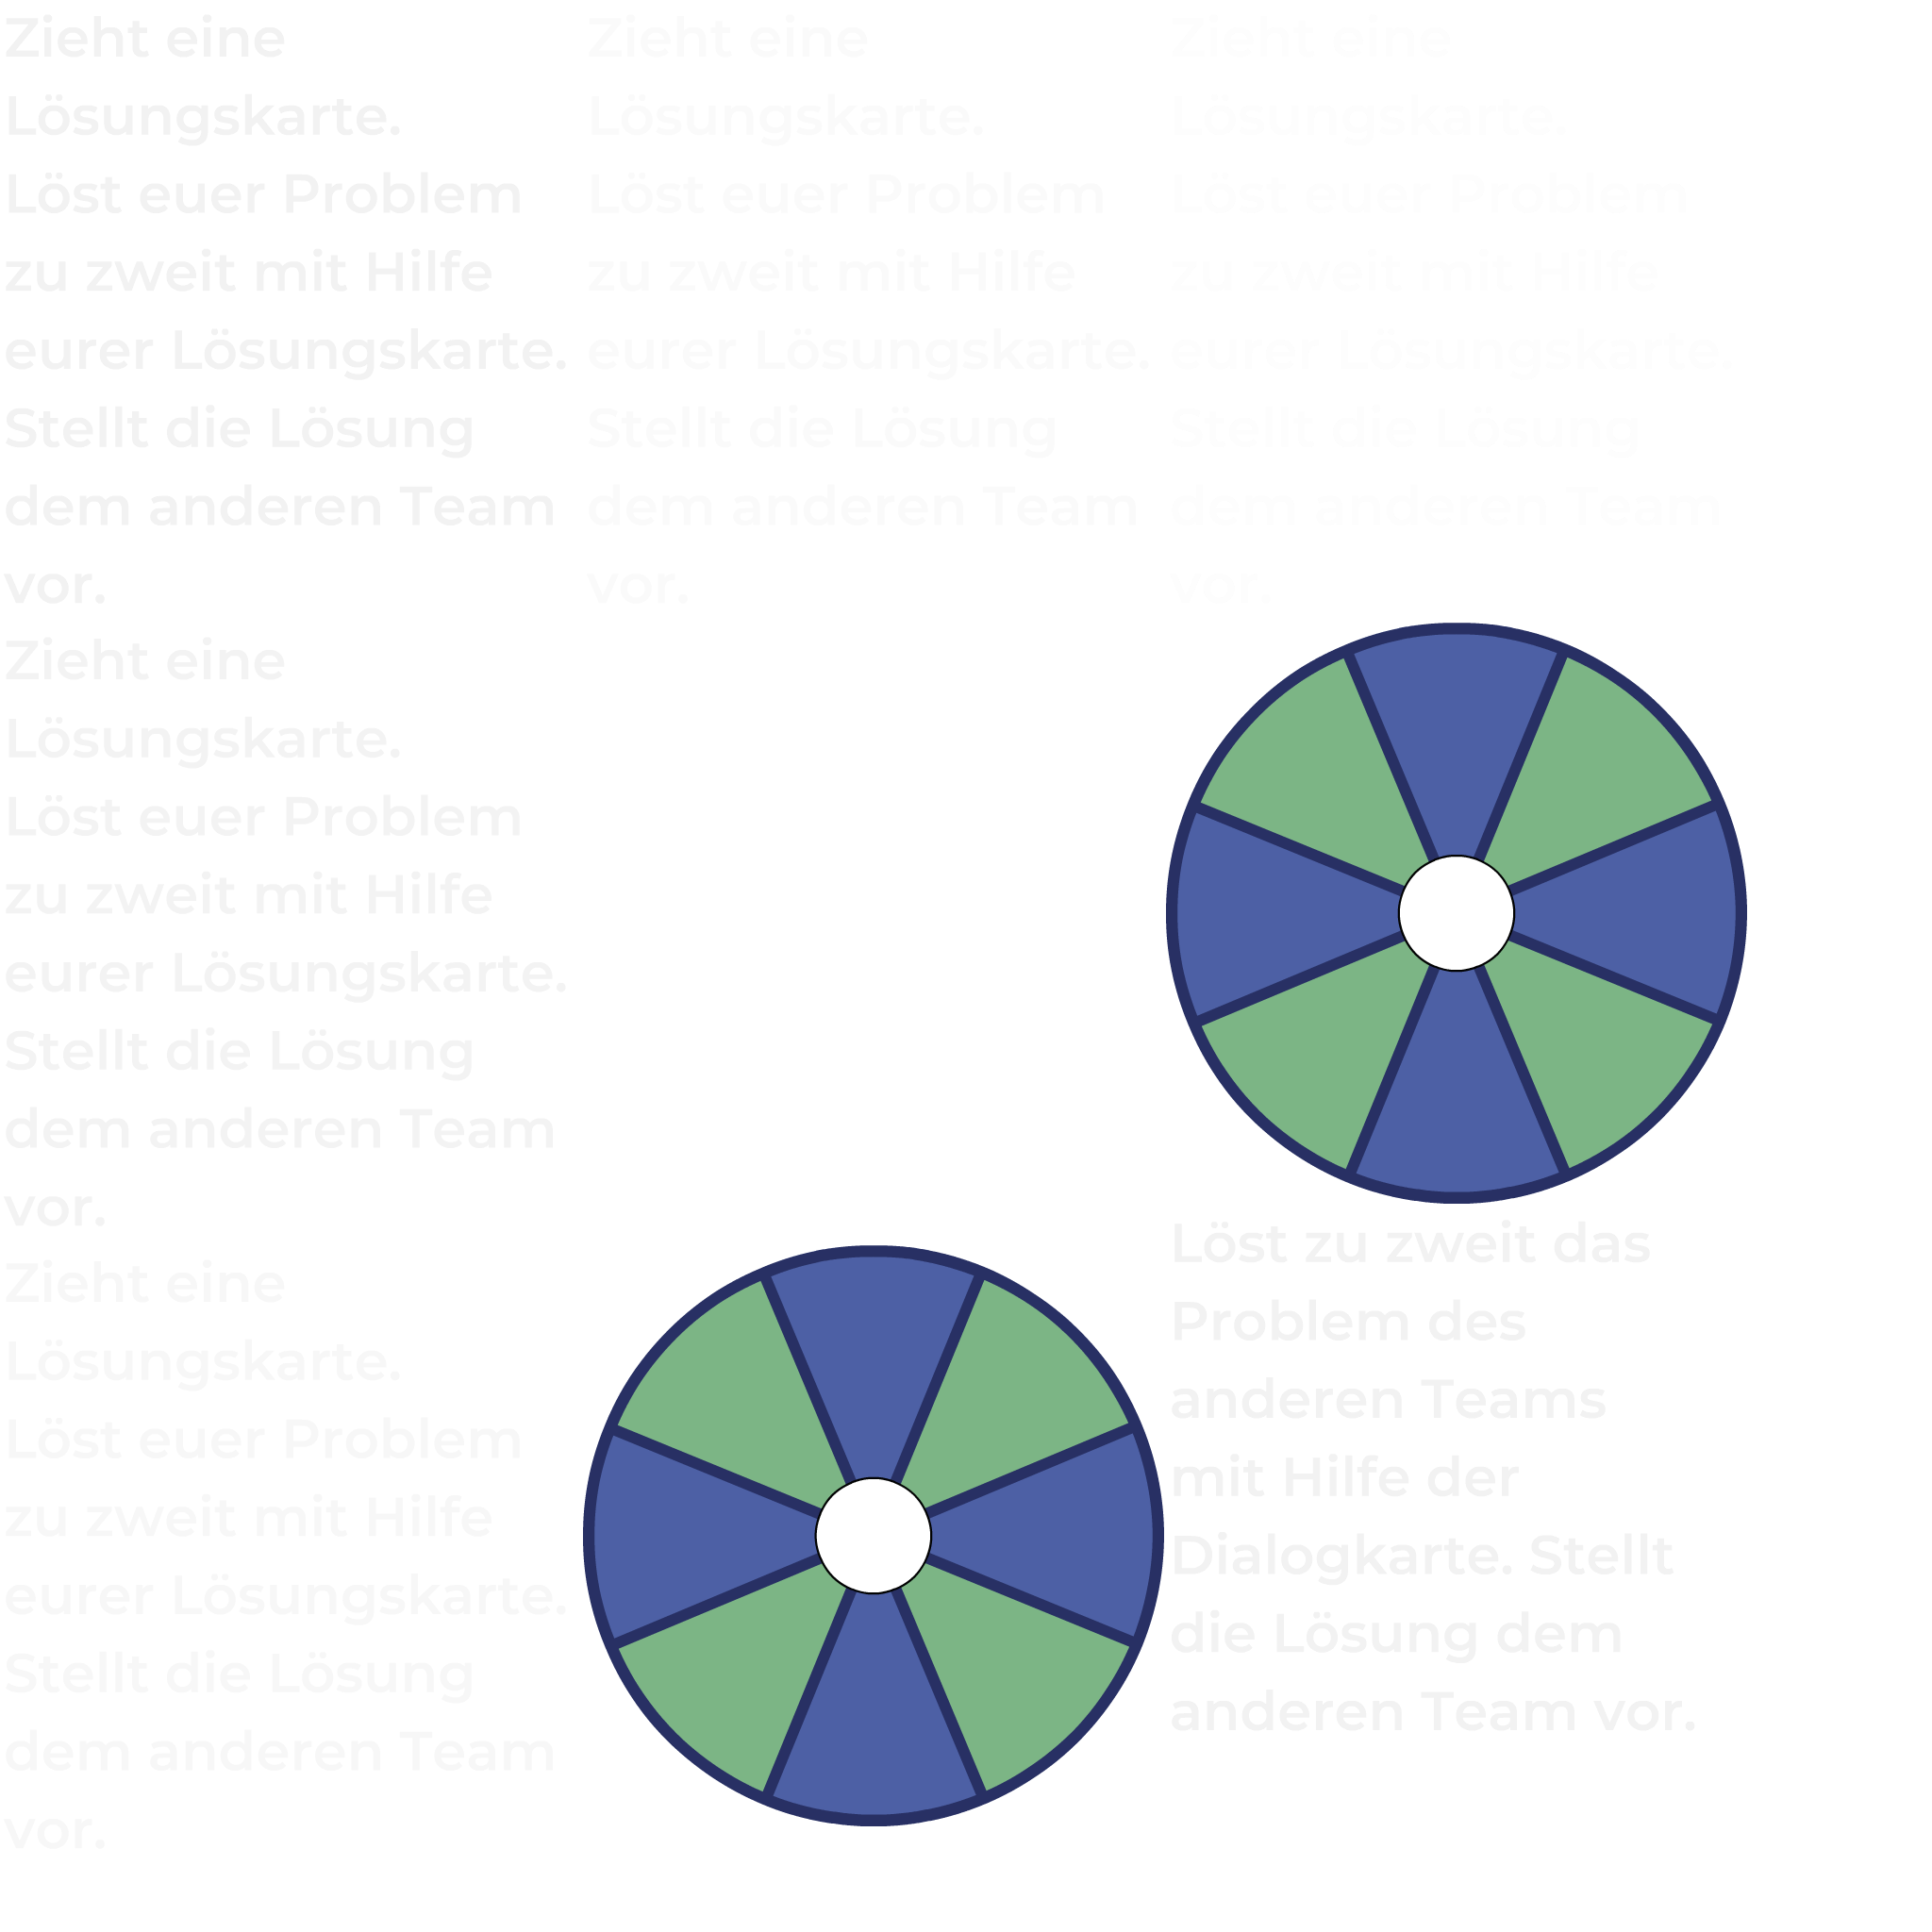 Zieht eine
Lösungskarte.
Löst euer Problem
zu zweit mit Hilfe
eurer Lösungskarte.
Stellt die Lösung
dem anderen Team
vor.
Zieht eine
Lösungskarte.
Löst euer Problem
zu zweit mit Hilfe
eurer Lösungskarte.
Stellt die Lösung
dem anderen Team
vor.
Zieht eine
Lösungskarte.
Löst euer Problem
zu zweit mit Hilfe
eurer Lösungskarte.
Stellt die Lösung
dem anderen Team
vor.
Zieht eine
Lösungskarte.
Löst euer Problem
zu zweit mit Hilfe
eurer Lösungskarte.
Stellt die Lösung
dem anderen Team
vor.
Zieht eine
Lösungskarte.
Löst euer Problem
zu zweit mit Hilfe
eurer Lösungskarte.
Stellt die Lösung
dem anderen Team
vor.
Löst zu zweit das
Problem des
anderen Teams
mit Hilfe der
Dialogkarte. Stellt
die Lösung dem
anderen Team vor.